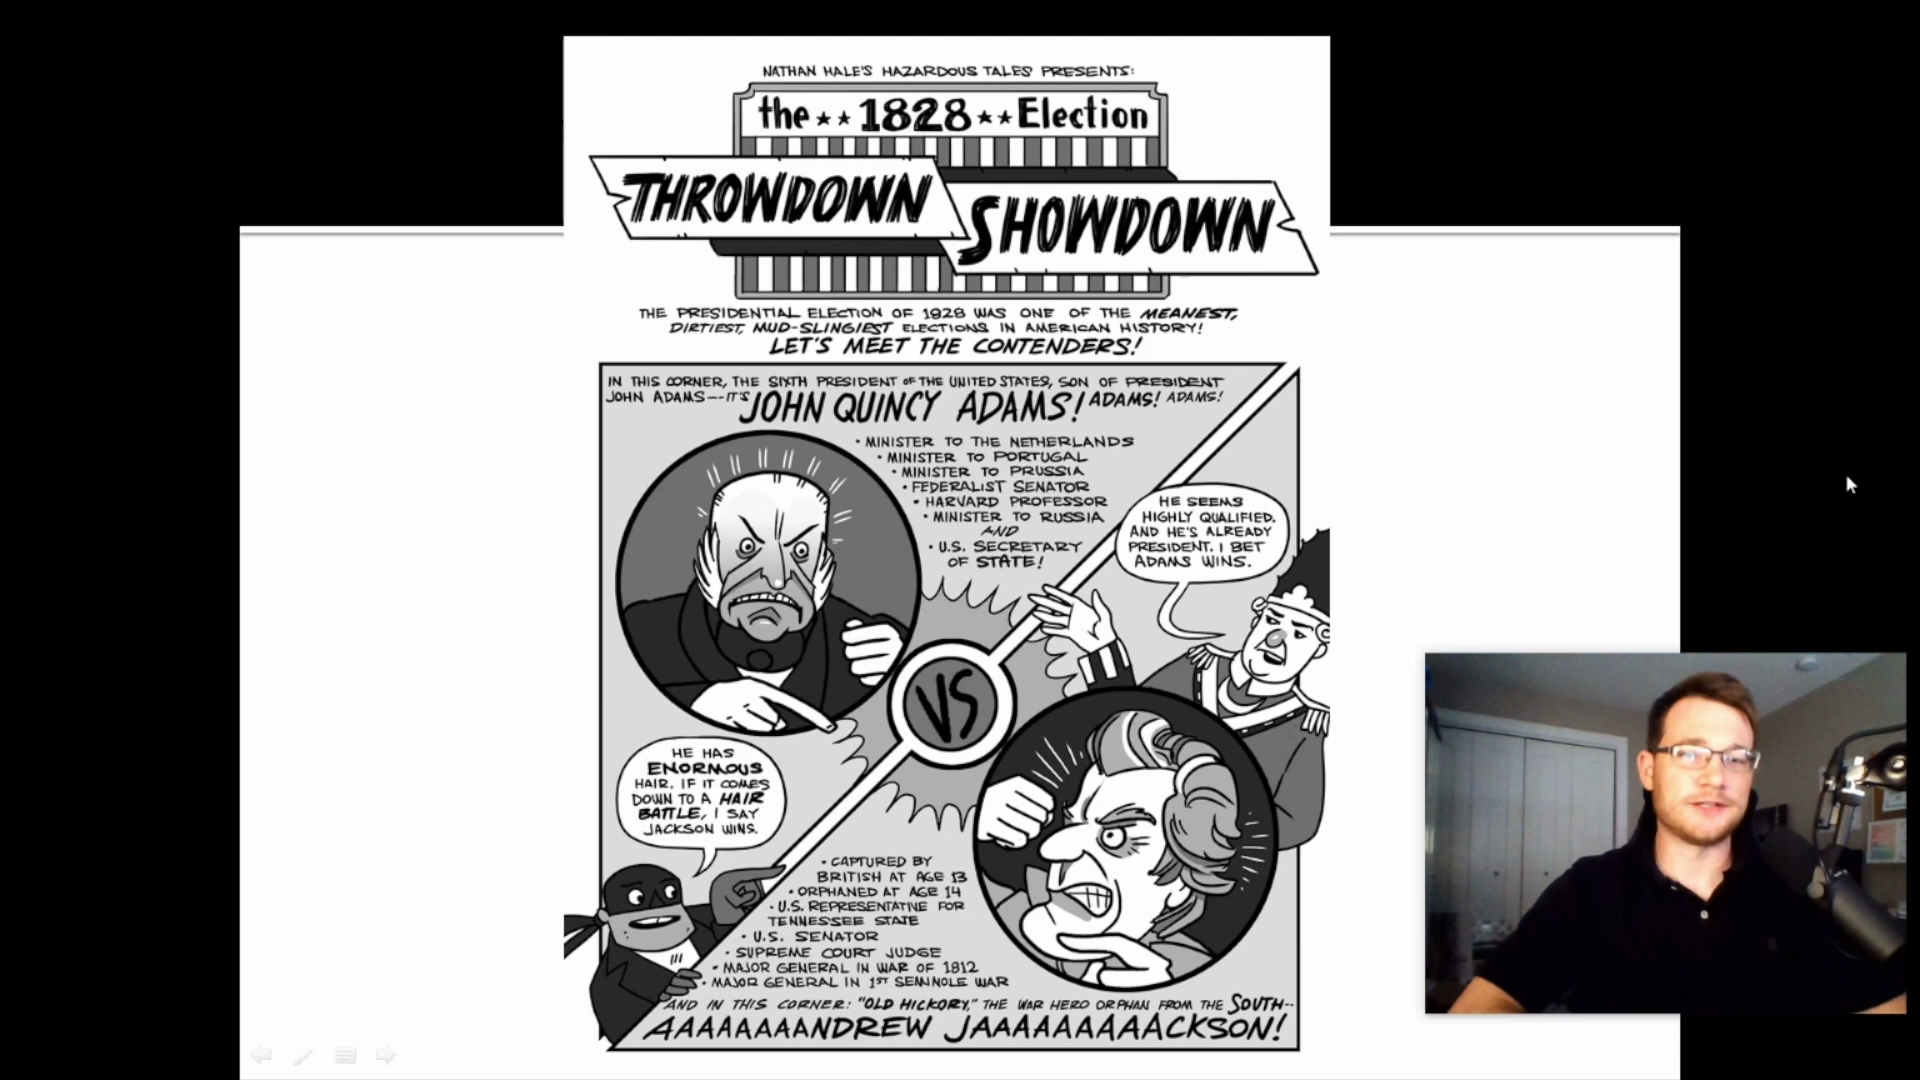 NATHAN HALE'S HAZARDOUS TALES PRESENTS:
the ★★ 1828 ★★ Election
THROWDOWN
SHOWDOWN
THE PRESIDENTIAL ELECTION OF 1828 WAS ONE OF THE MEANEST,
DIRTIEST, MUD-SLINGIEST ELECTIONS IN AMERICAN HISTORY!
LET'S MEET THE CONTENDERS!
IN THIS CORNER, THE SIXTH PRESIDENT OF THE UNITED STATES, SON OF PRESIDENT
JOHN ADAMS--IT'S JOHN QUINCY ADAMS! ADAMS! ADAMS!
• MINISTER TO THE NETHERLANDS
• MINISTER TO PORTUGAL
• MINISTER TO PRUSSIA
• FEDERALIST SENATOR
• HARVARD PROFESSOR
• MINISTER TO RUSSIA
AND
• U.S. SECRETARY
OF STATE!
HE SEEMS
HIGHLY QUALIFIED.
AND HE'S ALREADY
PRESIDENT. I BET
ADAMS WINS.
VS
HE HAS
ENORMOUS
HAIR. IF IT COMES
DOWN TO A HAIR
BATTLE, I SAY
JACKSON WINS.
• CAPTURED BY
BRITISH AT AGE 13
• ORPHANED AT AGE 14
• U.S. REPRESENTATIVE FOR
TENNESSEE STATE
• U.S. SENATOR
• SUPREME COURT JUDGE
• MAJOR GENERAL IN WAR OF 1812
• MAJOR GENERAL IN 1ST SEMINOLE WAR
AND IN THIS CORNER: "OLD HICKORY," THE WAR HERO ORPHAN FROM THE SOUTH--
AAAAAAAANDREW JAAAAAAAAACKSON!